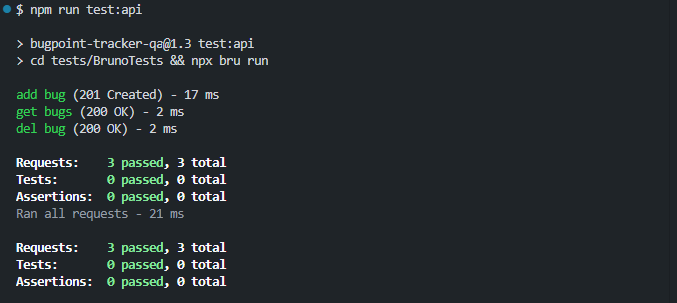 $ npm run test:api
> bugpoint-tracker-qa@1.3 test:api
> cd tests/BrunoTests && npx bru run
add bug (201 Created) - 17 ms
get bugs (200 OK) - 2 ms
del bug (200 OK) - 2 ms
Requests:    3 passed, 3 total
Tests:       0 passed, 0 total
Assertions:  0 passed, 0 total
Ran all requests - 21 ms
Requests:    3 passed, 3 total
Tests:       0 passed, 0 total
Assertions:  0 passed, 0 total